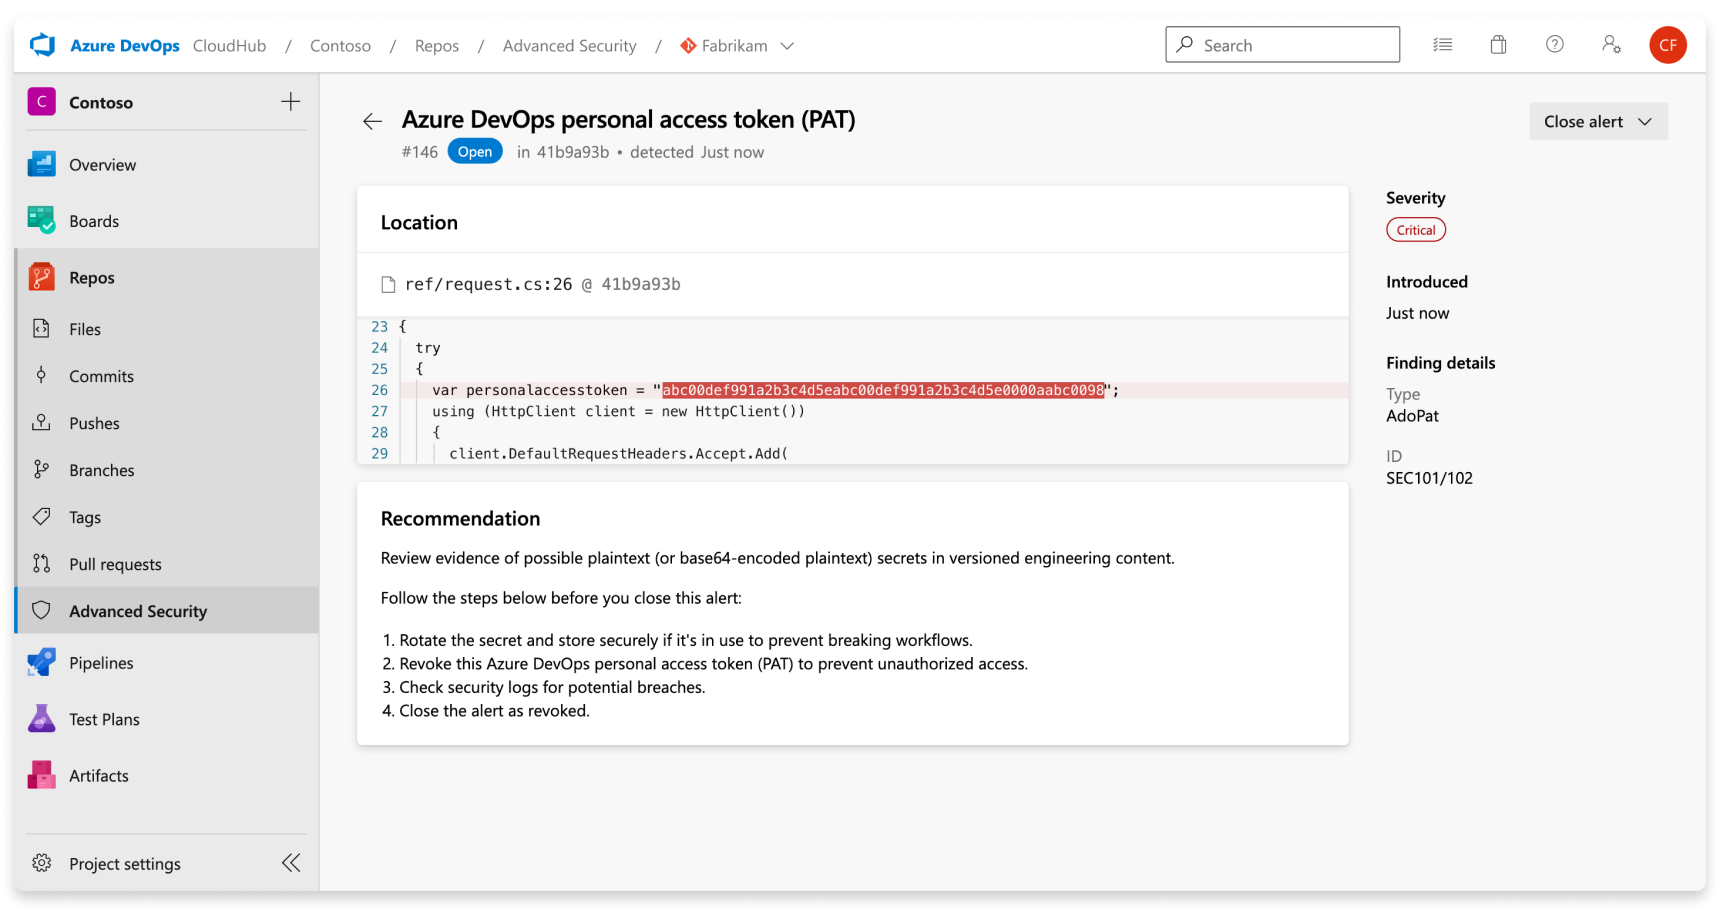 Azure DevOps CloudHub / Contoso / Repos / Advanced Security / Fabrikam
Search
CF
C Contoso
Overview
Boards
Repos
Files
Commits
Pushes
Branches
Tags
Pull requests
Advanced Security
Pipelines
Test Plans
Artifacts
Project settings
Azure DevOps personal access token (PAT)
#146 Open in 41b9a93b • detected Just now
Close alert
Location
ref/request.cs:26 @ 41b9a93b
23 {
24 try
25 {
26 var personalaccesstoken = "abc00def991a2b3c4d5eabc00def991a2b3c4d5e0000aabc0098";
27 using (HttpClient client = new HttpClient())
28 {
29 client.DefaultRequestHeaders.Accept.Add(
Recommendation
Review evidence of possible plaintext (or base64-encoded plaintext) secrets in versioned engineering content.
Follow the steps below before you close this alert:
1. Rotate the secret and store securely if it's in use to prevent breaking workflows.
2. Revoke this Azure DevOps personal access token (PAT) to prevent unauthorized access.
3. Check security logs for potential breaches.
4. Close the alert as revoked.
Severity
Critical
Introduced
Just now
Finding details
Type
AdoPat
ID
SEC101/102